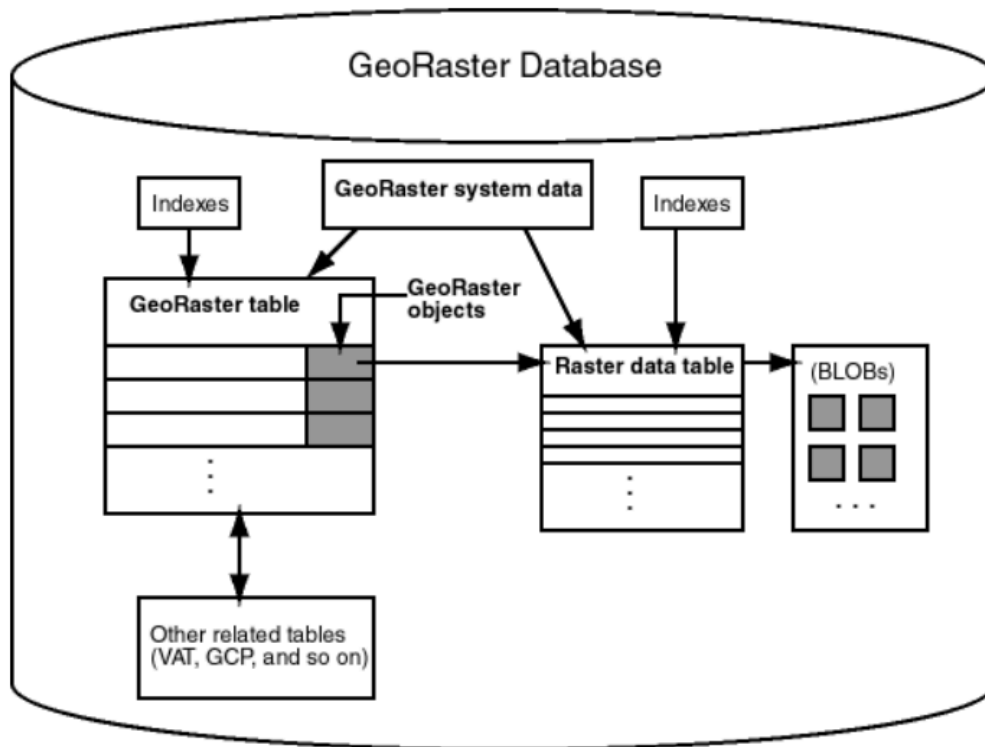 GeoRaster Database
Indexes
GeoRaster system data
Indexes
GeoRaster table
GeoRaster
objects
Raster data table
(BLOBs)
. . .
Other related tables
(VAT, GCP, and so on)